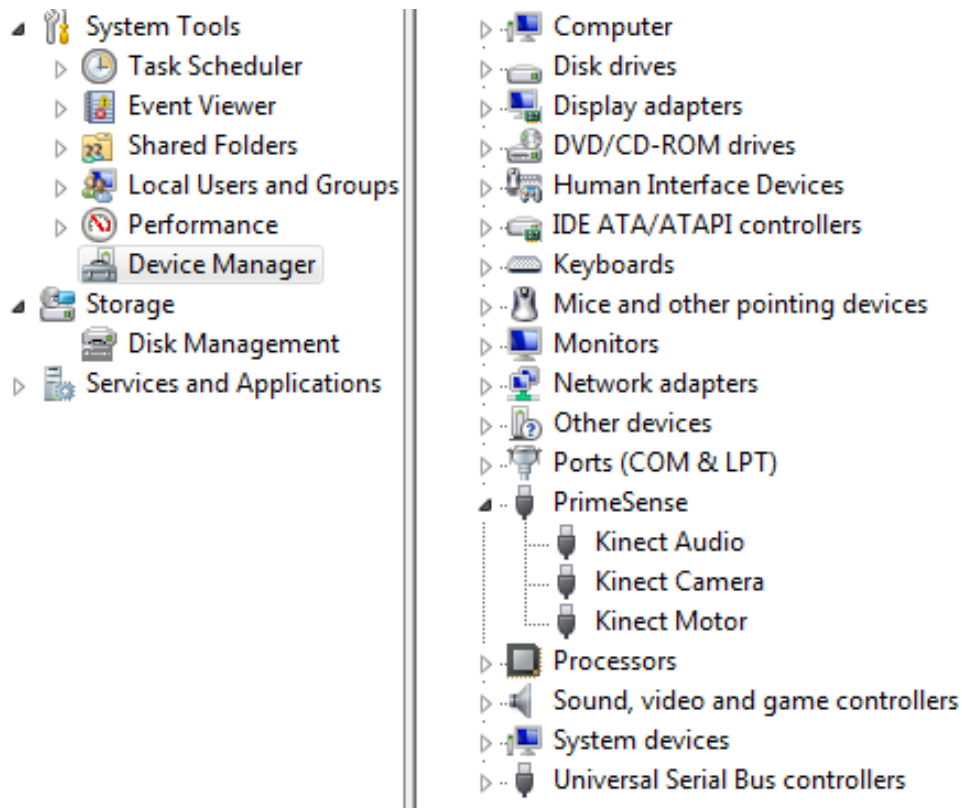 System Tools
Task Scheduler
Event Viewer
Shared Folders
Local Users and Groups
Performance
Device Manager
Storage
Disk Management
Services and Applications
Computer
Disk drives
Display adapters
DVD/CD-ROM drives
Human Interface Devices
IDE ATA/ATAPI controllers
Keyboards
Mice and other pointing devices
Monitors
Network adapters
Other devices
Ports (COM & LPT)
PrimeSense
Kinect Audio
Kinect Camera
Kinect Motor
Processors
Sound, video and game controllers
System devices
Universal Serial Bus controllers